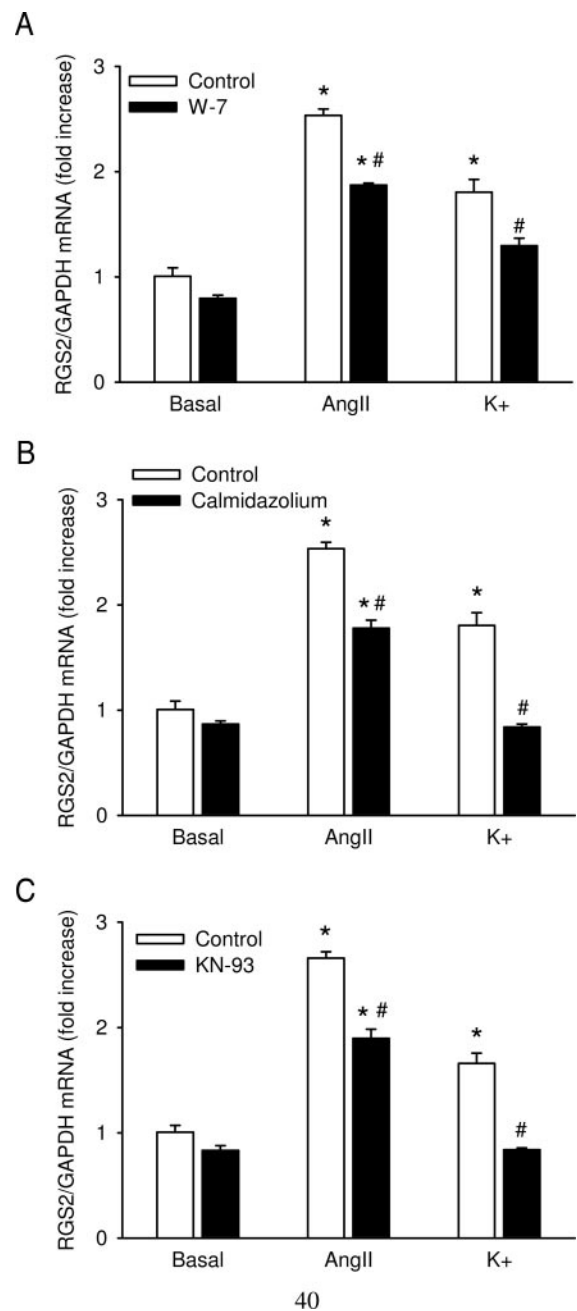 A
RGS2/GAPDH mRNA (fold increase)
3
2
1
0
Control
W-7
*
* #
*
#
Basal AngII K+
B
RGS2/GAPDH mRNA (fold increase)
3
2
1
0
Control
Calmidazolium
*
* #
*
#
Basal AngII K+
C
RGS2/GAPDH mRNA (fold increase)
3
2
1
0
Control
KN-93
*
* #
*
#
Basal AngII K+
40